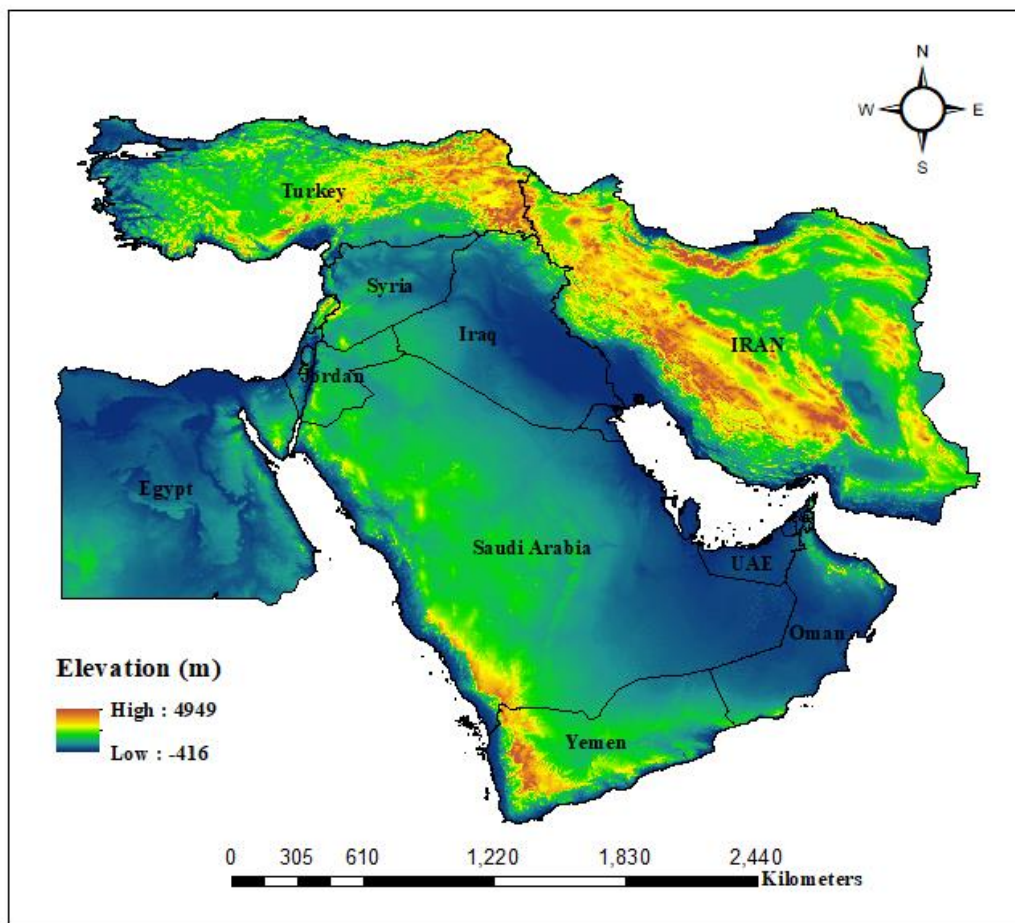 N
W E
S
Turkey
Syria
Iraq
IRAN
Jordan
Egypt
Saudi Arabia
UAE
Oman
Yemen
Elevation (m)
High : 4949
Low : -416
0 305 610 1,220 1,830 2,440
Kilometers